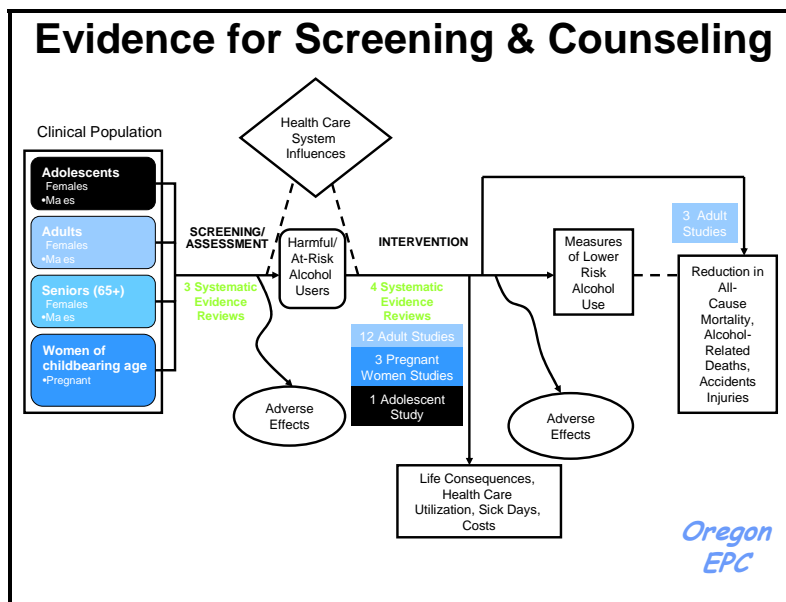 Evidence for Screening & Counseling
Clinical Population
Adolescents
Females
•Ma es
Adults
Females
•Ma es
Seniors (65+)
Females
•Ma es
Women of
childbearing age
•Pregnant
Health Care
System
Influences
SCREENING/
ASSESSMENT
3 Systematic
Evidence
Reviews
Harmful/
At-Risk
Alcohol
Users
Adverse
Effects
INTERVENTION
4 Systematic
Evidence
Reviews
12 Adult Studies
3 Pregnant
Women Studies
1 Adolescent
Study
Life Consequences,
Health Care
Utilization, Sick Days,
Costs
Adverse
Effects
Measures
of Lower
Risk
Alcohol
Use
3 Adult
Studies
Reduction in
All-
Cause
Mortality,
Alcohol-
Related
Deaths,
Accidents
Injuries
Oregon
EPC